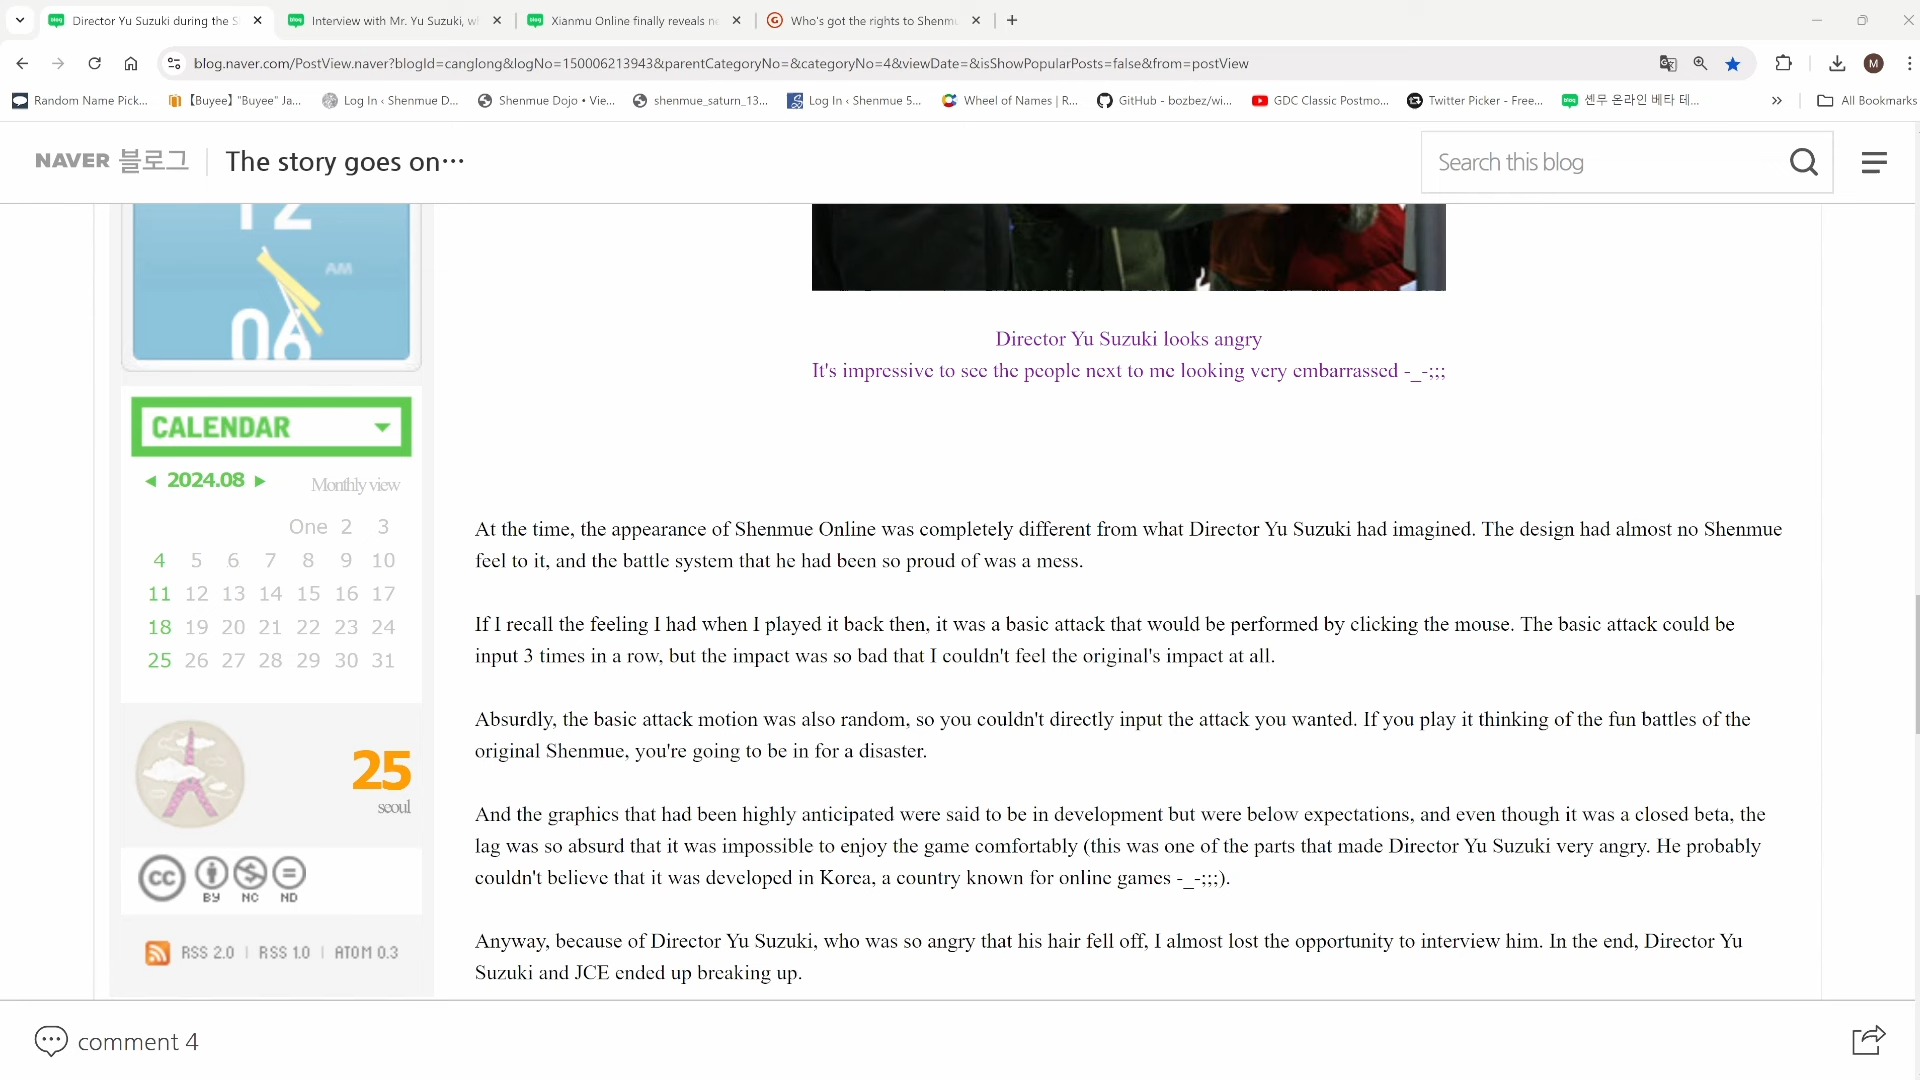 Director Yu Suzuki during the S
Interview with Mr. Yu Suzuki, w
Xianmu Online finally reveals n
Who's got the rights to Shenmu
blog.naver.com/PostView.naver?blogId=canglong&logNo=150006213943&parentCategoryNo=&categoryNo=4&viewDate=&isShowPopularPosts=false&from=postView
M
Random Name Pick...
【Buyee】 "Buyee" Ja...
Log In ‹ Shenmue D...
Shenmue Dojo • Vie...
shenmue_saturn_13...
Log In ‹ Shenmue 5...
Wheel of Names | R...
GitHub - bozbez/wi...
GDC Classic Postmo...
Twitter Picker - Free...
센무 온라인 베타 테...
All Bookmarks
NAVER 블로그
The story goes on···
Search this blog
12
AM
06
CALENDAR
2024.08
Monthly view
One 2 3
4 5 6 7 8 9 10
11 12 13 14 15 16 17
18 19 20 21 22 23 24
25 26 27 28 29 30 31
25
seoul
cc BY NC ND
RSS 2.0 | RSS 1.0 | ATOM 0.3
Director Yu Suzuki looks angry
It's impressive to see the people next to me looking very embarrassed -_-;;;
At the time, the appearance of Shenmue Online was completely different from what Director Yu Suzuki had imagined. The design had almost no Shenmue
feel to it, and the battle system that he had been so proud of was a mess.
If I recall the feeling I had when I played it back then, it was a basic attack that would be performed by clicking the mouse. The basic attack could be
input 3 times in a row, but the impact was so bad that I couldn't feel the original's impact at all.
Absurdly, the basic attack motion was also random, so you couldn't directly input the attack you wanted. If you play it thinking of the fun battles of the
original Shenmue, you're going to be in for a disaster.
And the graphics that had been highly anticipated were said to be in development but were below expectations, and even though it was a closed beta, the
lag was so absurd that it was impossible to enjoy the game comfortably (this was one of the parts that made Director Yu Suzuki very angry. He probably
couldn't believe that it was developed in Korea, a country known for online games -_-;;;).
Anyway, because of Director Yu Suzuki, who was so angry that his hair fell off, I almost lost the opportunity to interview him. In the end, Director Yu
Suzuki and JCE ended up breaking up.
comment 4